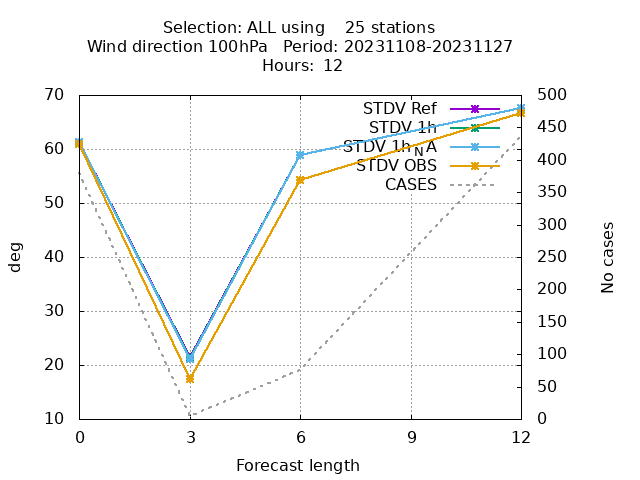 Selection: ALL using    25 stations
Wind direction 100hPa   Period: 20231108-20231127
Hours:  12
70 500
STDV Ref
STDV 1h 450
60 STDV 1h_NA 400
STDV OBS
CASES 350
50
300
40 250
200
30
150
20 100
50
10 0
deg
No cases
0 3 6 9 12
Forecast length